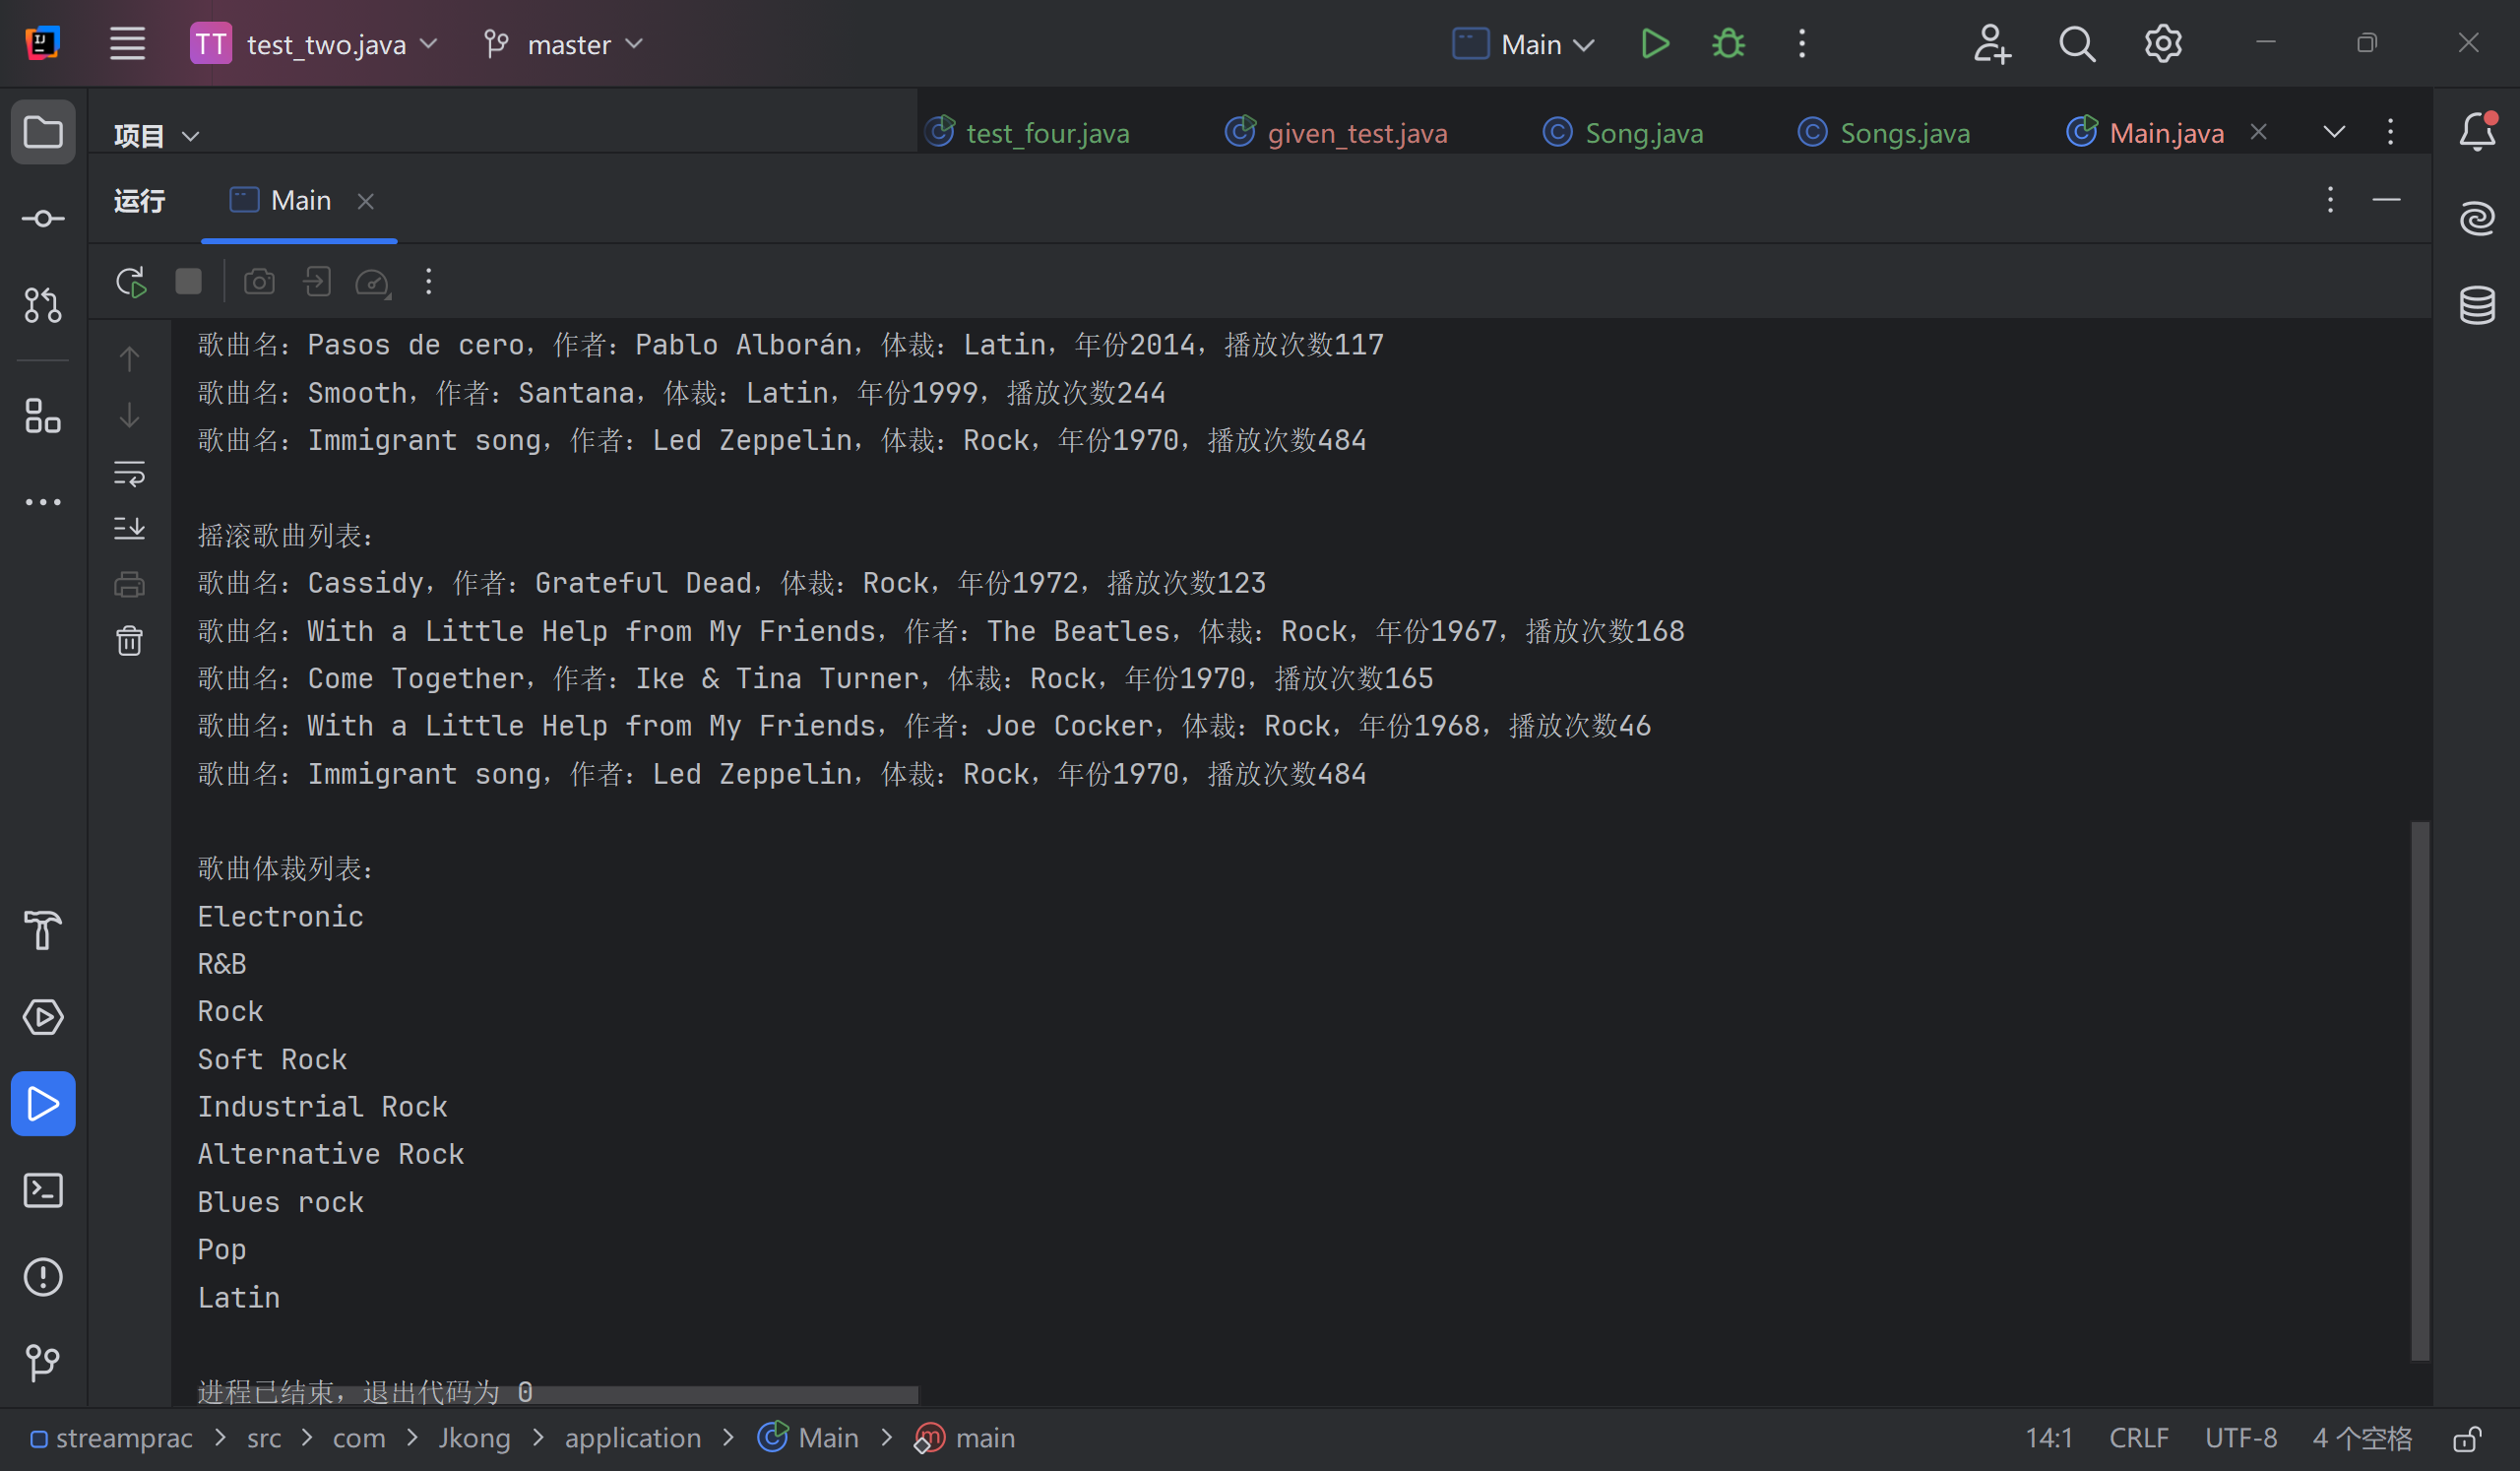 TT test_two.java master Main
项目 test_four.java given_test.java Song.java Songs.java Main.java
运行 Main
歌曲名：Pasos de cero，作者：Pablo Alborán，体裁：Latin，年份2014，播放次数117
歌曲名：Smooth，作者：Santana，体裁：Latin，年份1999，播放次数244
歌曲名：Immigrant song，作者：Led Zeppelin，体裁：Rock，年份1970，播放次数484
摇滚歌曲列表：
歌曲名：Cassidy，作者：Grateful Dead，体裁：Rock，年份1972，播放次数123
歌曲名：With a Little Help from My Friends，作者：The Beatles，体裁：Rock，年份1967，播放次数168
歌曲名：Come Together，作者：Ike & Tina Turner，体裁：Rock，年份1970，播放次数165
歌曲名：With a Little Help from My Friends，作者：Joe Cocker，体裁：Rock，年份1968，播放次数46
歌曲名：Immigrant song，作者：Led Zeppelin，体裁：Rock，年份1970，播放次数484
歌曲体裁列表：
Electronic
R&B
Rock
Soft Rock
Industrial Rock
Alternative Rock
Blues rock
Pop
Latin
进程已结束，退出代码为 0
streamprac > src > com > Jkong > application > Main > main 14:1 CRLF UTF-8 4 个空格